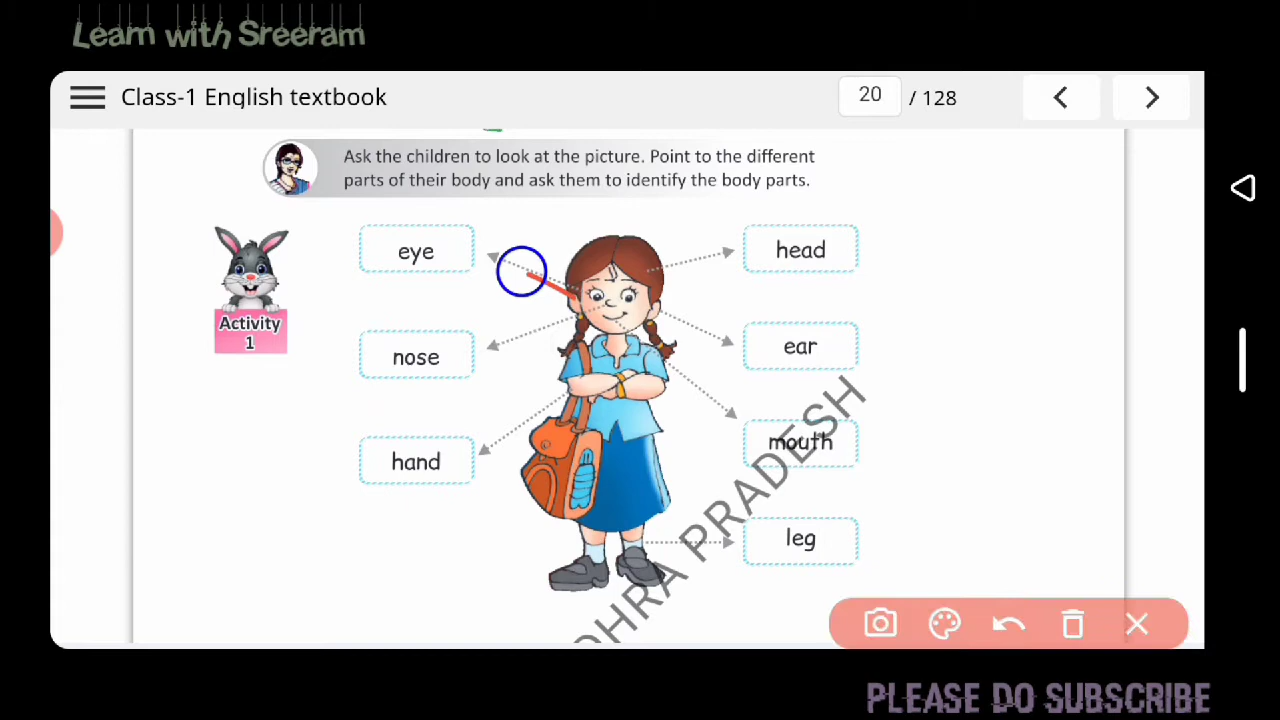 Learn with Sreeram
Class-1 English textbook
20 / 128
Ask the children to look at the picture. Point to the different
parts of their body and ask them to identify the body parts.
Activity
1
eye
nose
hand
head
ear
mouth
leg
DHRA PRADESH
PLEASE DO SUBSCRIBE